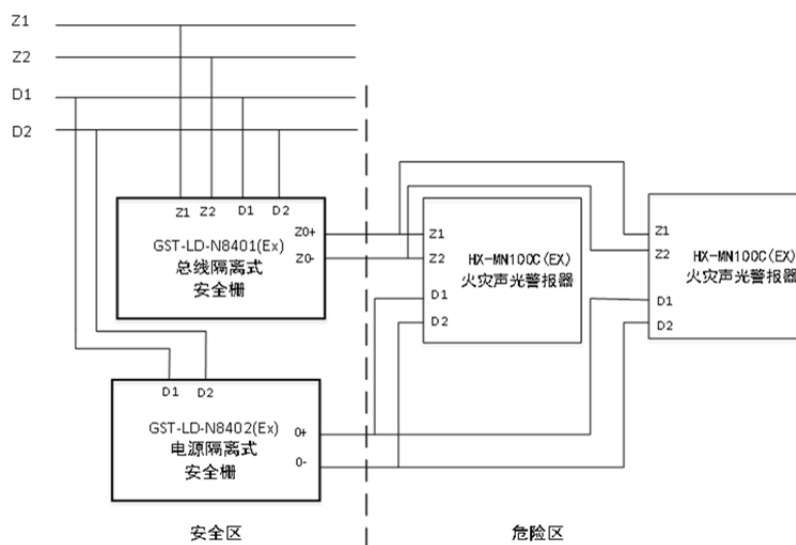 Z1
Z2
D1
D2
Z1 Z2 D1 D2
Z0+
Z0-
GST-LD-N8401(Ex)
总线隔离式
安全栅
Z1
Z2
D1
D2
HX-MN100C(EX)
火灾声光警报器
Z1
Z2
D1
D2
HX-MN100C(EX)
火灾声光警报器
D1 D2
GST-LD-N8402(Ex)
电源隔离式
安全栅
O+
O-
安全区
危险区